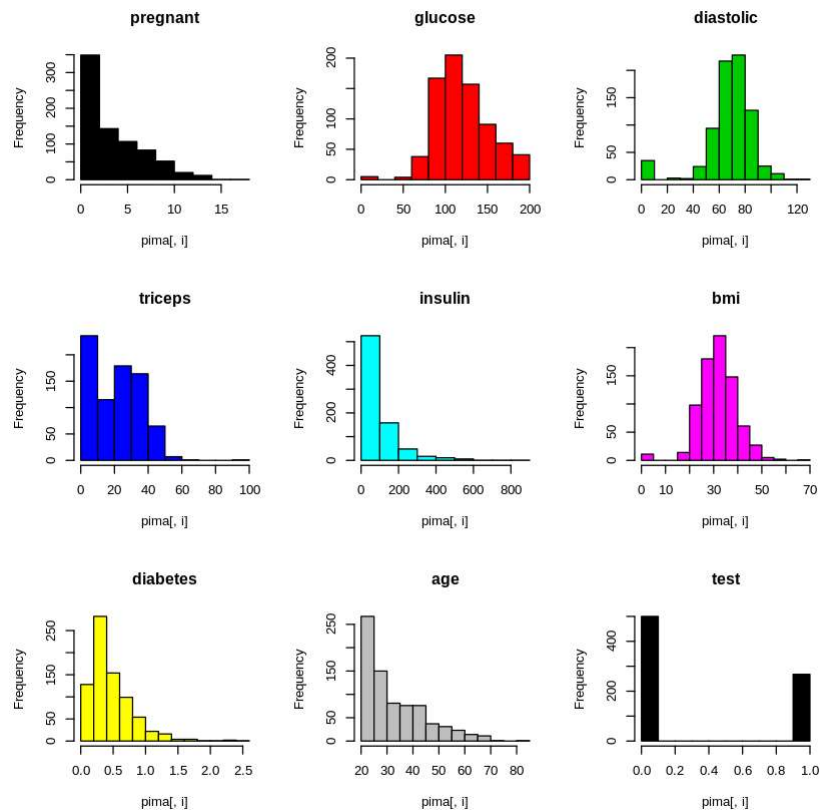 pregnant
Frequency
0 50 150 300
0 5 10 15
pima[, i]
glucose
Frequency
0 50 100 200
0 50 100 150 200
pima[, i]
diastolic
Frequency
0 50 150
0 20 40 60 80 120
pima[, i]
triceps
Frequency
0 50 150
0 20 40 60 80 100
pima[, i]
insulin
Frequency
0 200 400
0 200 400 600 800
pima[, i]
bmi
Frequency
0 50 150
0 10 30 50 70
pima[, i]
diabetes
Frequency
0 50 150 250
0.0 0.5 1.0 1.5 2.0 2.5
pima[, i]
age
Frequency
0 50 150 250
20 30 40 50 60 70 80
pima[, i]
test
Frequency
0 200 400
0.0 0.2 0.4 0.6 0.8 1.0
pima[, i]